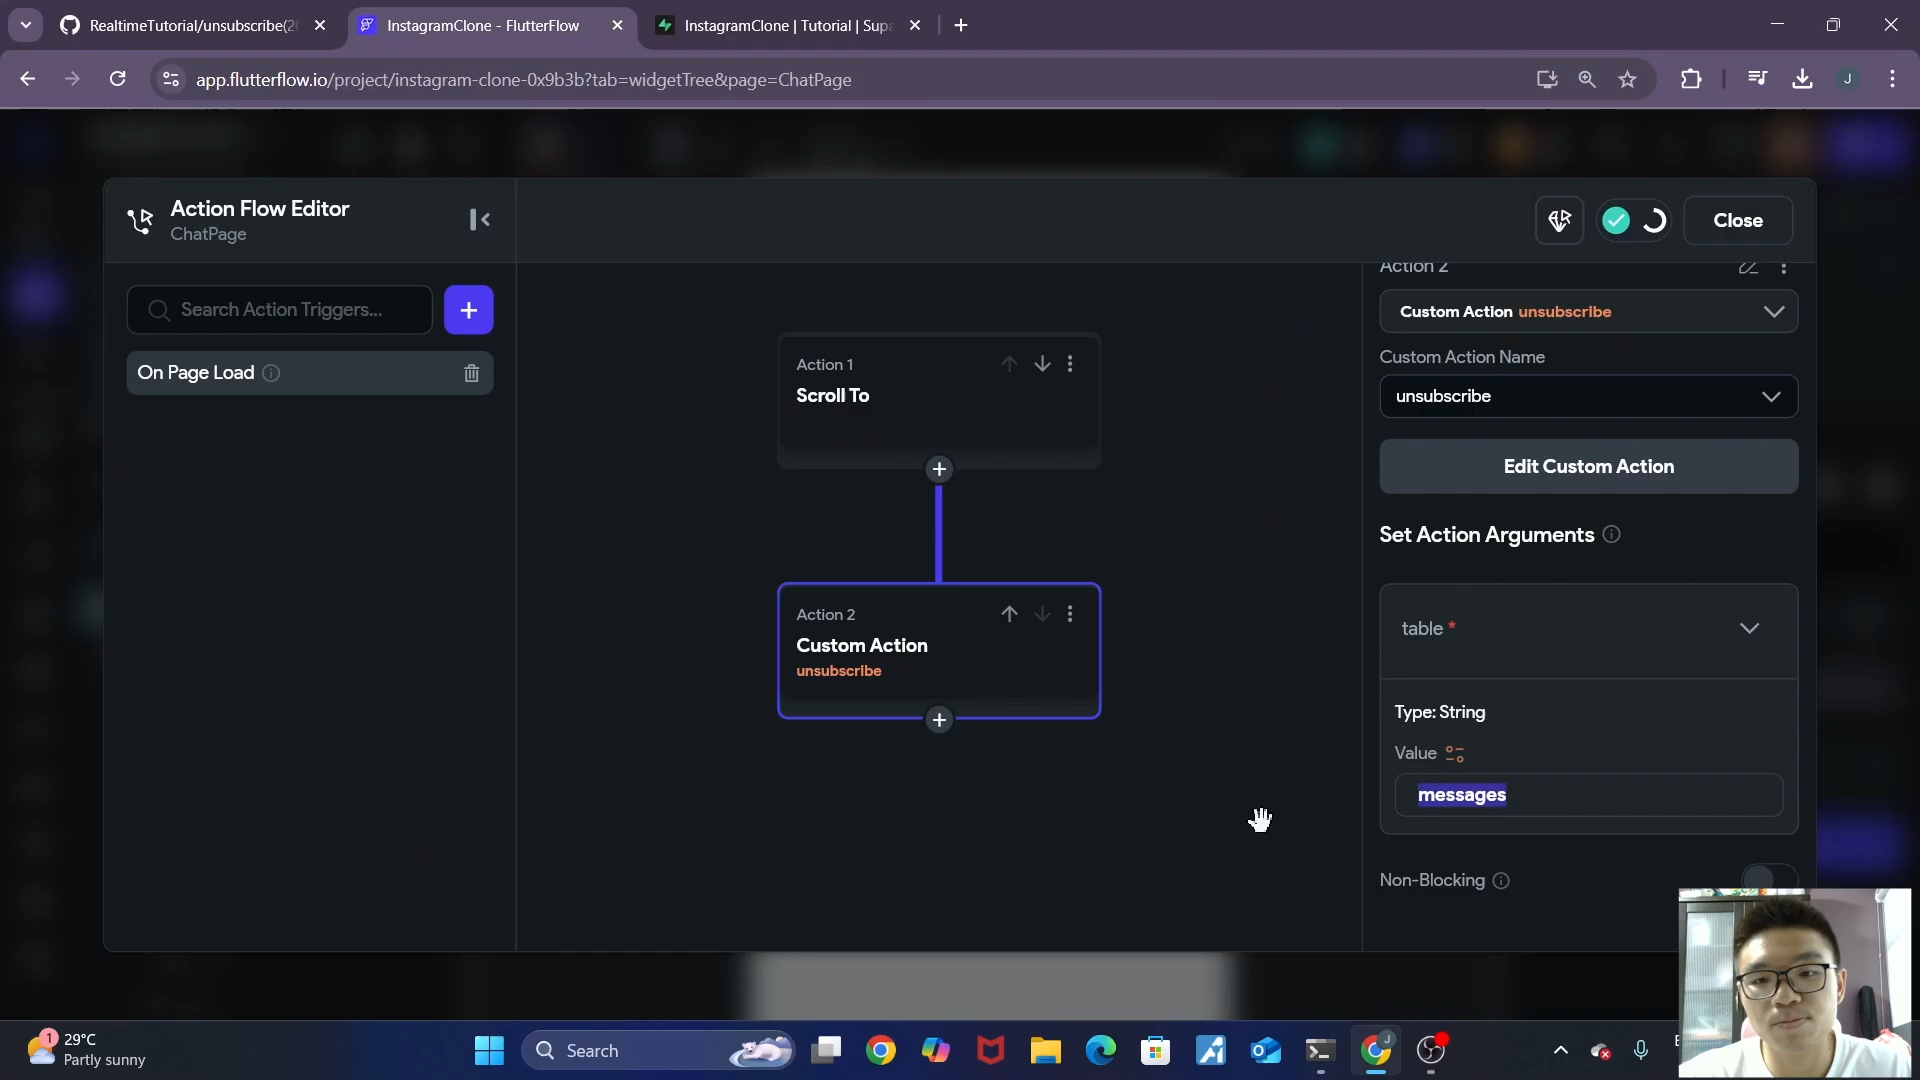 RealtimeTutorial/unsubscribe(2(
InstagramClone - FlutterFlow
InstagramClone | Tutorial | Supa
app.flutterflow.io/project/instagram-clone-0x9b3b?tab=widgetTree&page=ChatPage
J
Action Flow Editor
ChatPage
Close
Search Action Triggers...
On Page Load
Action 1
Scroll To
Action 2
Custom Action
unsubscribe
Action 2
Custom Action unsubscribe
Custom Action Name
unsubscribe
Edit Custom Action
Set Action Arguments
table *
Type: String
Value
messages
Non-Blocking
1
29°C
Partly sunny
Search
J